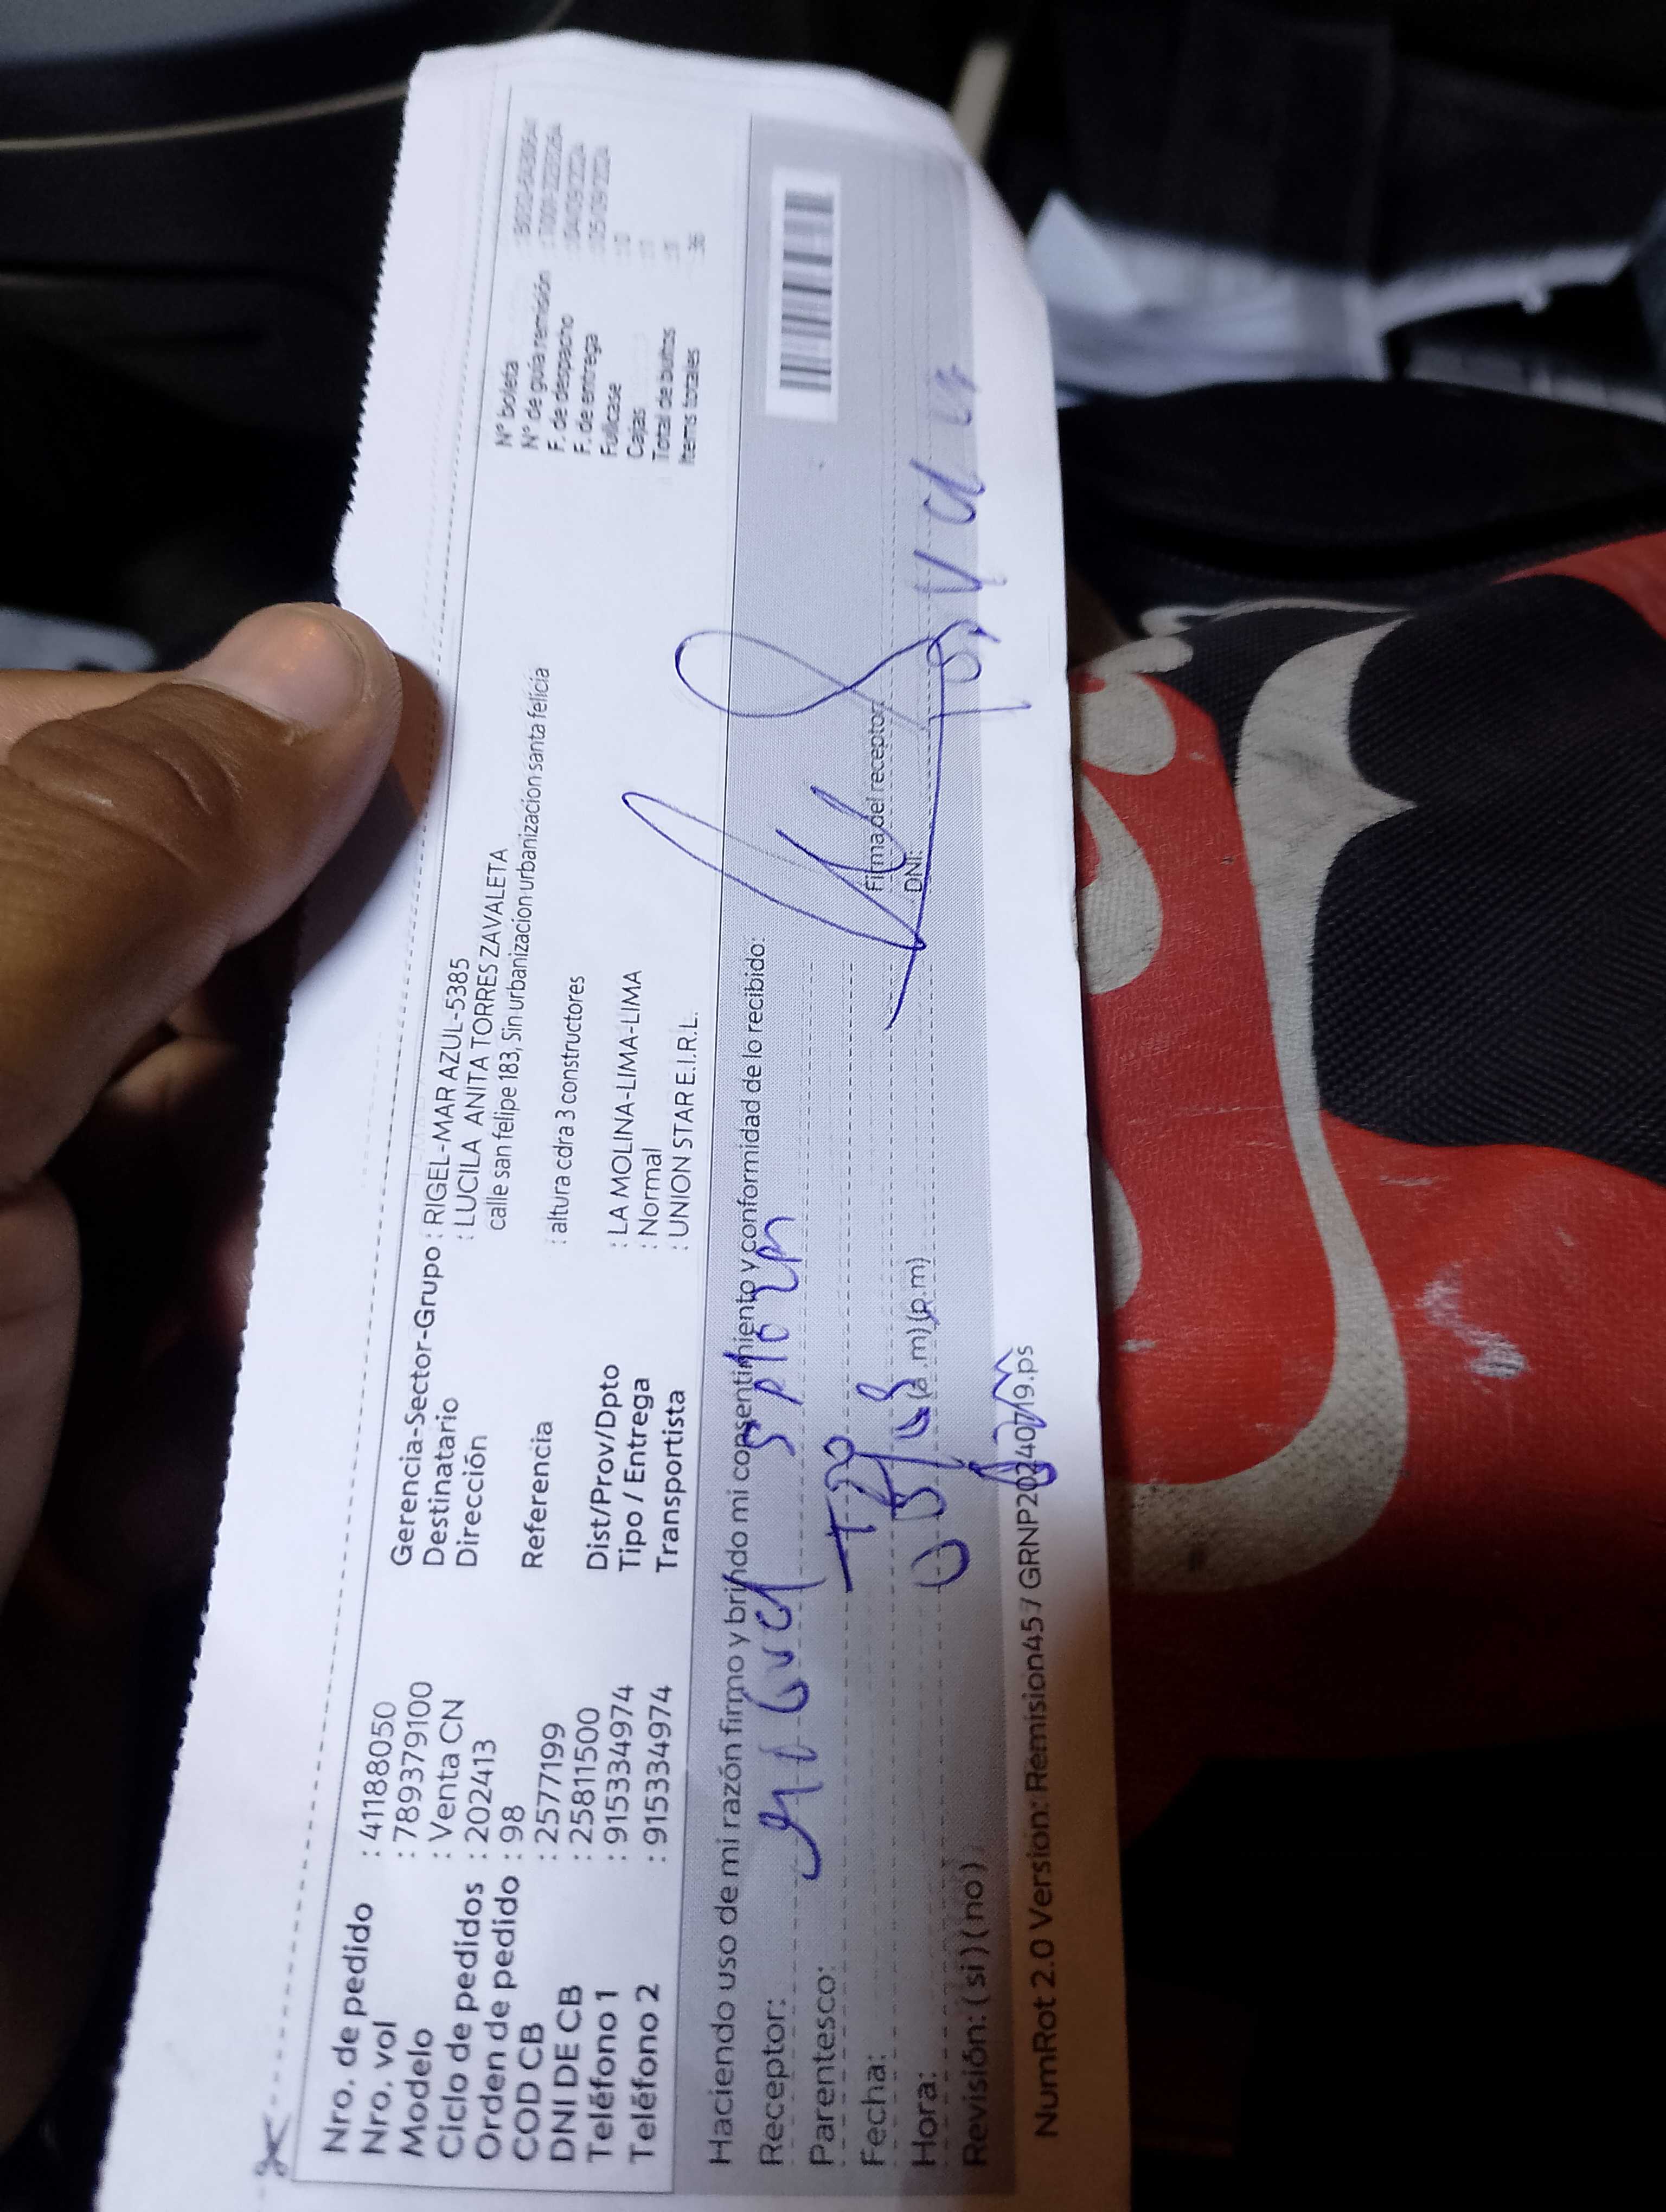 Nro. de pedido : 41188050
Nro. vol : 789379100
Modelo : Venta CN
Ciclo de pedidos : 202413
Orden de pedido : 98
COD CB : 2577199
DNI DE CB : 25811500
Teléfono 1 : 915334974
Teléfono 2 : 915334974
Gerencia-Sector-Grupo : RIGEL-MAR AZUL-5385
Destinatario : LUCILA ANITA TORRES ZAVALETA
Dirección calle san felipe 183, Sin urbanizacion urbanizacion santa felicia
Referencia : altura cdra 3 constructores
Dist/Prov/Dpto : LA MOLINA-LIMA-LIMA
Tipo / Entrega : Normal
Transportista : UNION STAR E.I.R.L.
N° boleta
N° de guía remisión
F. de despacho
F. de entrega
Fullcase
Cajas
Total de bultos
Items totales : 36
Haciendo uso de mi razón firmo y brindo mi consentimiento y conformidad de lo recibido:
Receptor:
Parentesco:
Fecha:
Hora: (a.m) (p.m)
Revisión: ( si ) ( no )
Firma del receptor
DNI:
NumRot 2.0 Version: Remision45 / GRNP20240719.ps